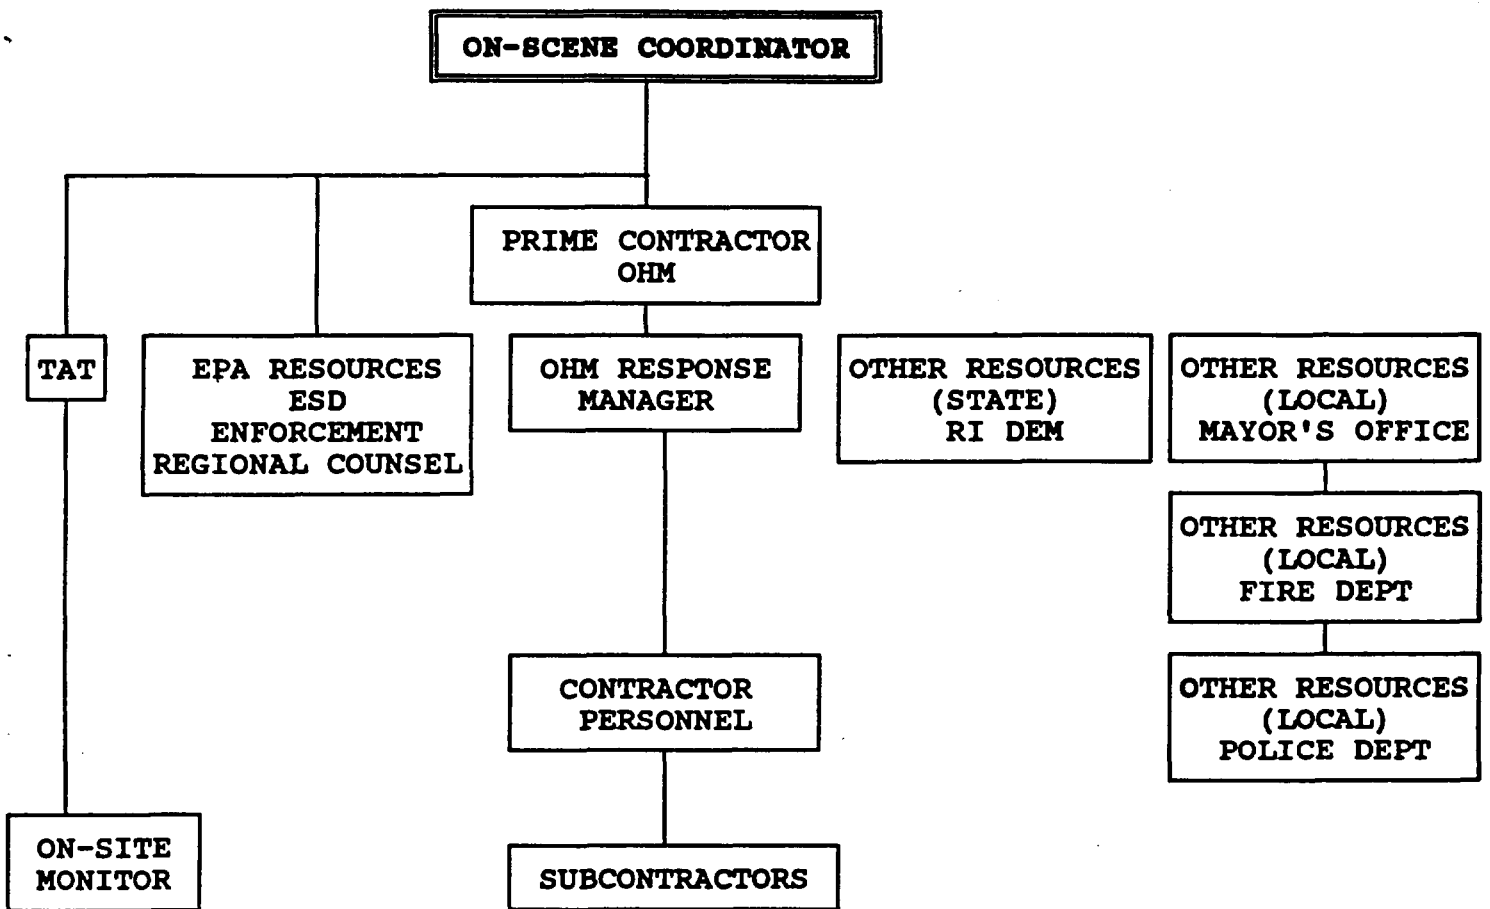 ON-SCENE COORDINATOR
PRIME CONTRACTOR
OHM
TAT
EPA RESOURCES
ESD
ENFORCEMENT
REGIONAL COUNSEL
OHM RESPONSE
MANAGER
OTHER RESOURCES
(STATE)
RI DEM
OTHER RESOURCES
(LOCAL)
MAYOR'S OFFICE
OTHER RESOURCES
(LOCAL)
FIRE DEPT
CONTRACTOR
PERSONNEL
OTHER RESOURCES
(LOCAL)
POLICE DEPT
ON-SITE
MONITOR
SUBCONTRACTORS